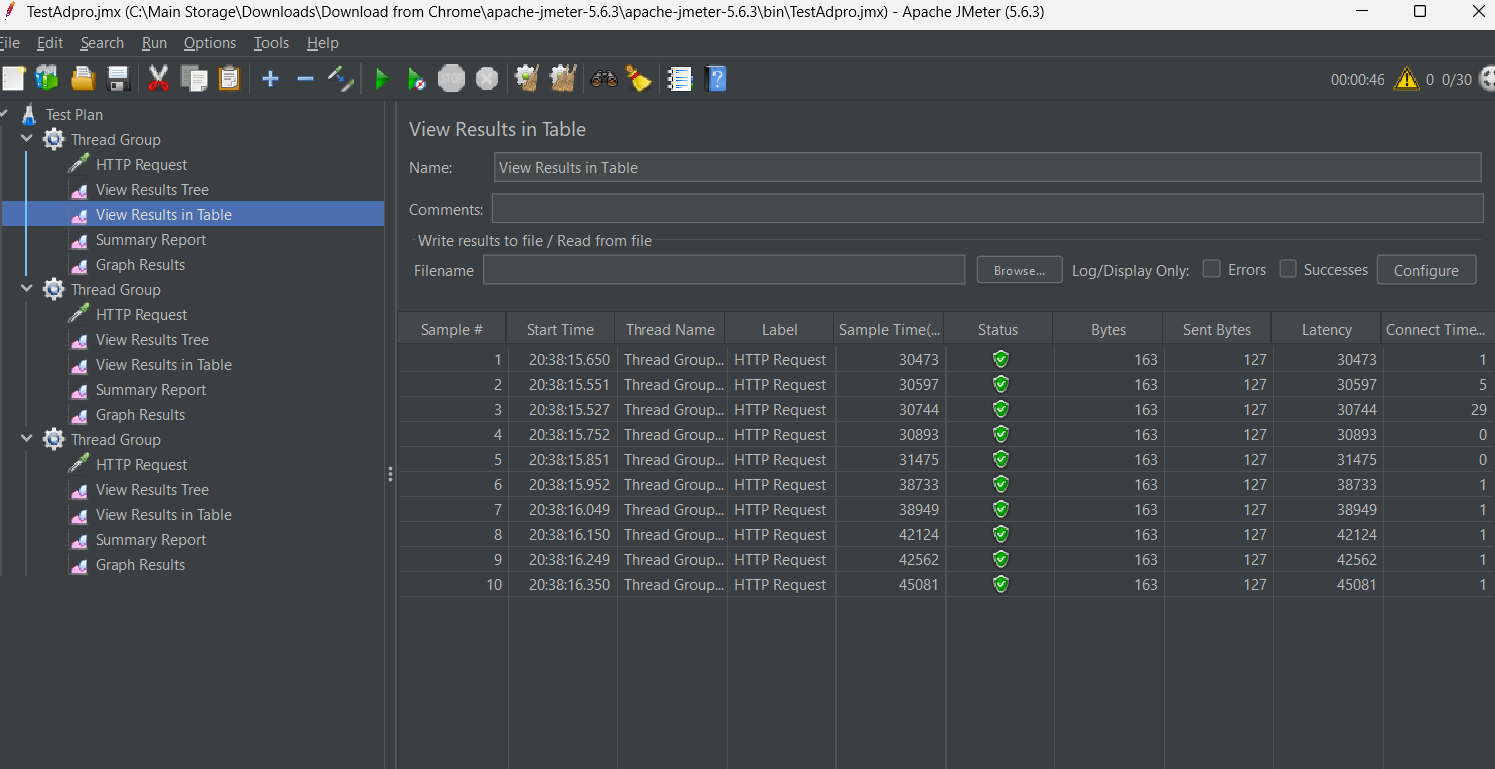 TestAdpro.jmx (C:\Main Storage\Downloads\Download from Chrome\apache-jmeter-5.6.3\apache-jmeter-5.6.3\bin\TestAdpro.jmx) - Apache JMeter (5.6.3)
File Edit Search Run Options Tools Help
STOP ? 00:00:46 0 0/30
Test Plan
Thread Group
HTTP Request
View Results Tree
View Results in Table
Summary Report
Graph Results
Thread Group
HTTP Request
View Results Tree
View Results in Table
Summary Report
Graph Results
Thread Group
HTTP Request
View Results Tree
View Results in Table
Summary Report
Graph Results
View Results in Table
Name: View Results in Table
Comments:
Write results to file / Read from file
Filename Browse... Log/Display Only: Errors Successes Configure
Sample # Start Time Thread Name Label Sample Time(... Status Bytes Sent Bytes Latency Connect Time...
1 20:38:15.650 Thread Group... HTTP Request 30473 163 127 30473 1
2 20:38:15.551 Thread Group... HTTP Request 30597 163 127 30597 5
3 20:38:15.527 Thread Group... HTTP Request 30744 163 127 30744 29
4 20:38:15.752 Thread Group... HTTP Request 30893 163 127 30893 0
5 20:38:15.851 Thread Group... HTTP Request 31475 163 127 31475 0
6 20:38:15.952 Thread Group... HTTP Request 38733 163 127 38733 1
7 20:38:16.049 Thread Group... HTTP Request 38949 163 127 38949 1
8 20:38:16.150 Thread Group... HTTP Request 42124 163 127 42124 1
9 20:38:16.249 Thread Group... HTTP Request 42562 163 127 42562 1
10 20:38:16.350 Thread Group... HTTP Request 45081 163 127 45081 1